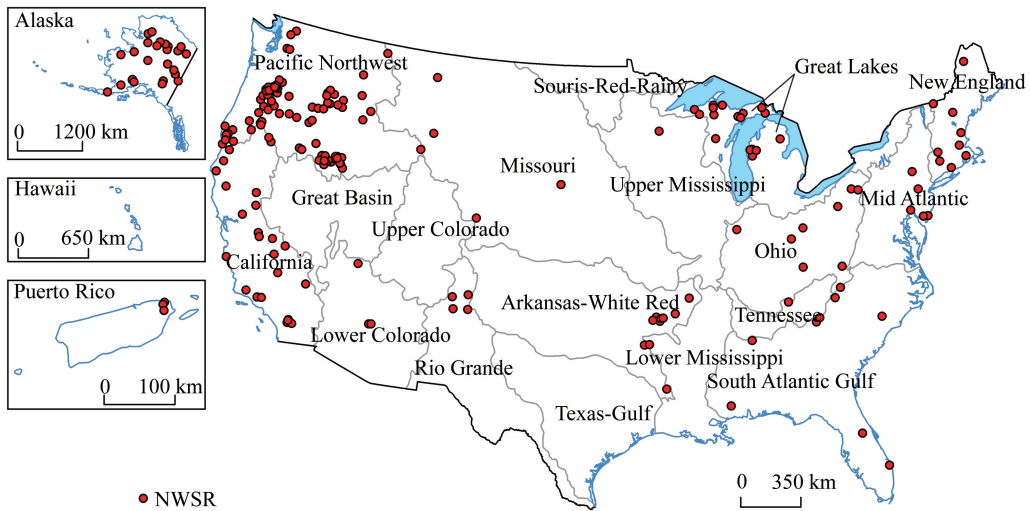 Alaska
0 1200 km
Hawaii
0 650 km
Puerto Rico
0 100 km
Pacific Northwest
Souris-Red-Rainy
Great Lakes
New England
Missouri
Upper Mississippi
Great Basin
Mid Atlantic
Upper Colorado
Ohio
California
Arkansas-White Red
Tennessee
Lower Colorado
Lower Mississippi
Rio Grande
South Atlantic Gulf
Texas-Gulf
0 350 km
NWSR